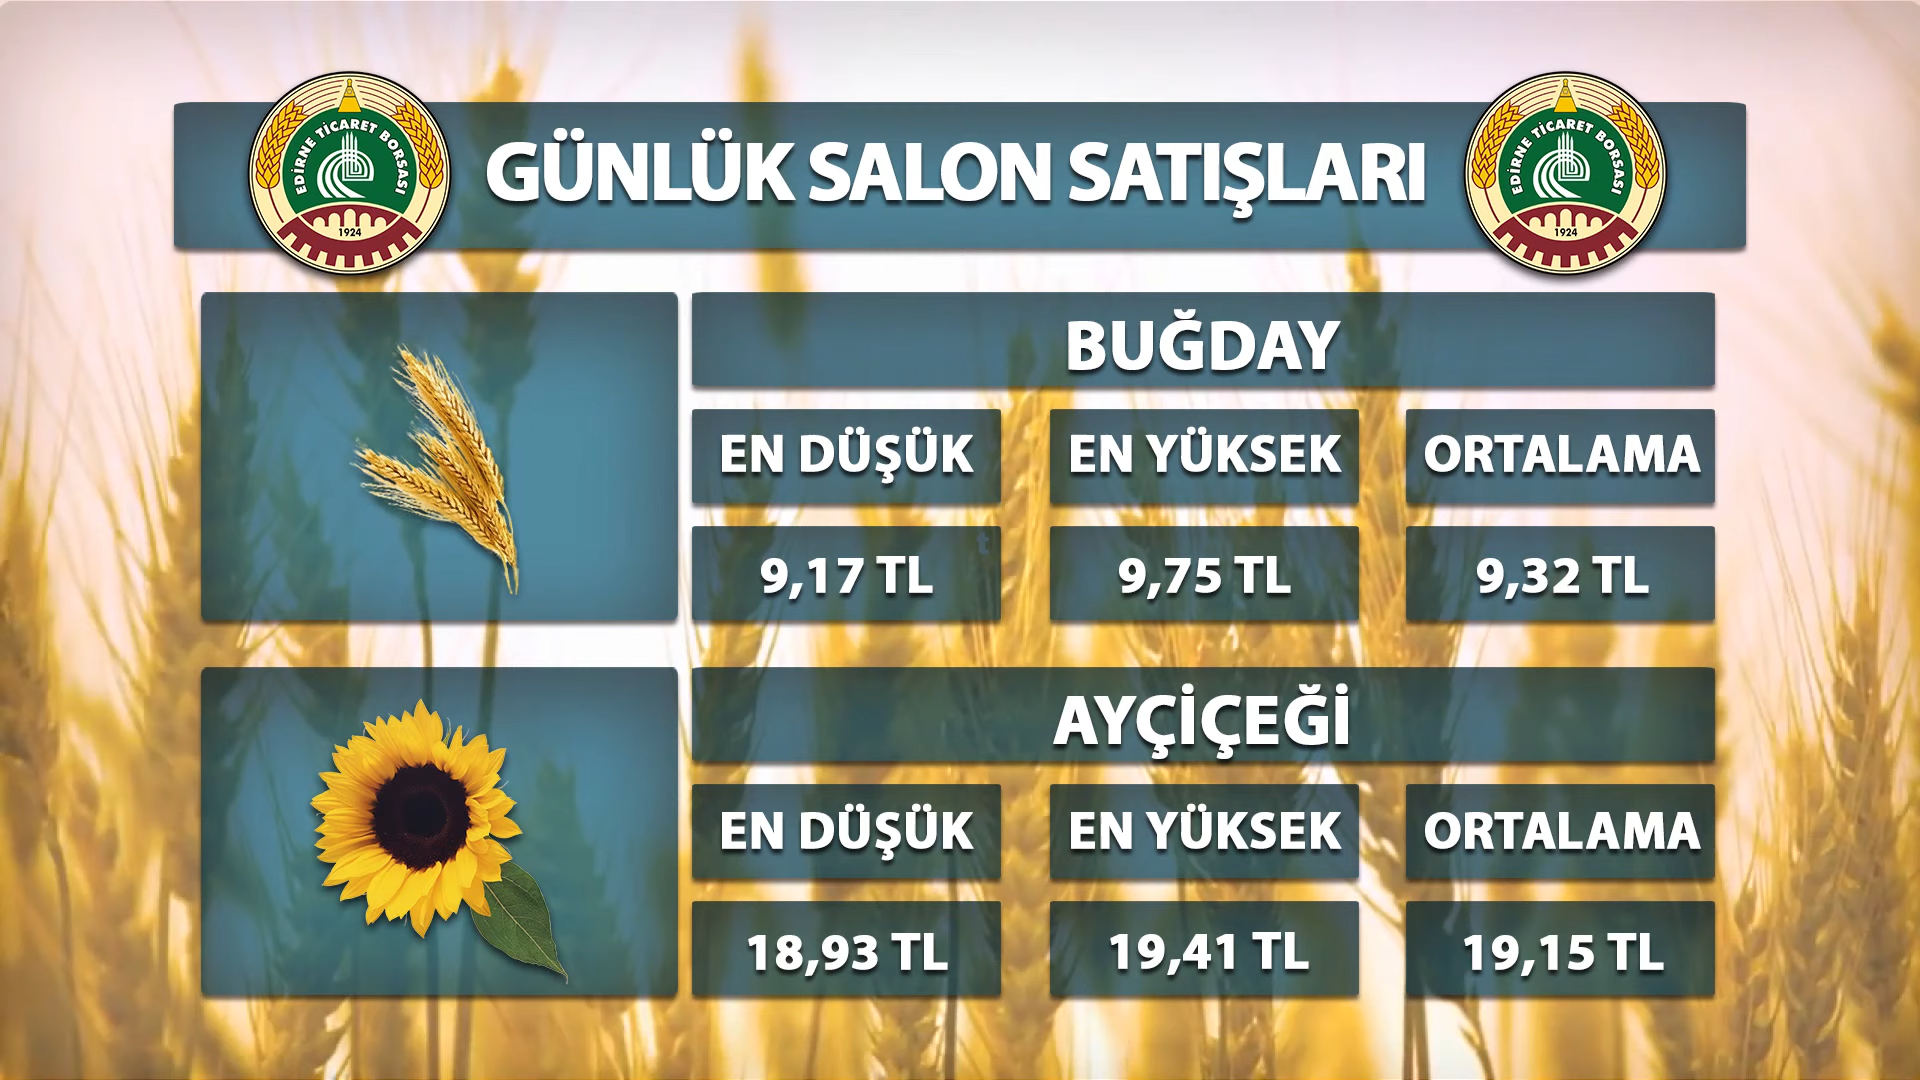 EDİRNE TİCARET BORSASI
1924
GÜNLÜK SALON SATIŞLARI
EDİRNE TİCARET BORSASI
1924
BUĞDAY
EN DÜŞÜK EN YÜKSEK ORTALAMA
9,17 TL 9,75 TL 9,32 TL
AYÇİÇEĞİ
EN DÜŞÜK EN YÜKSEK ORTALAMA
18,93 TL 19,41 TL 19,15 TL